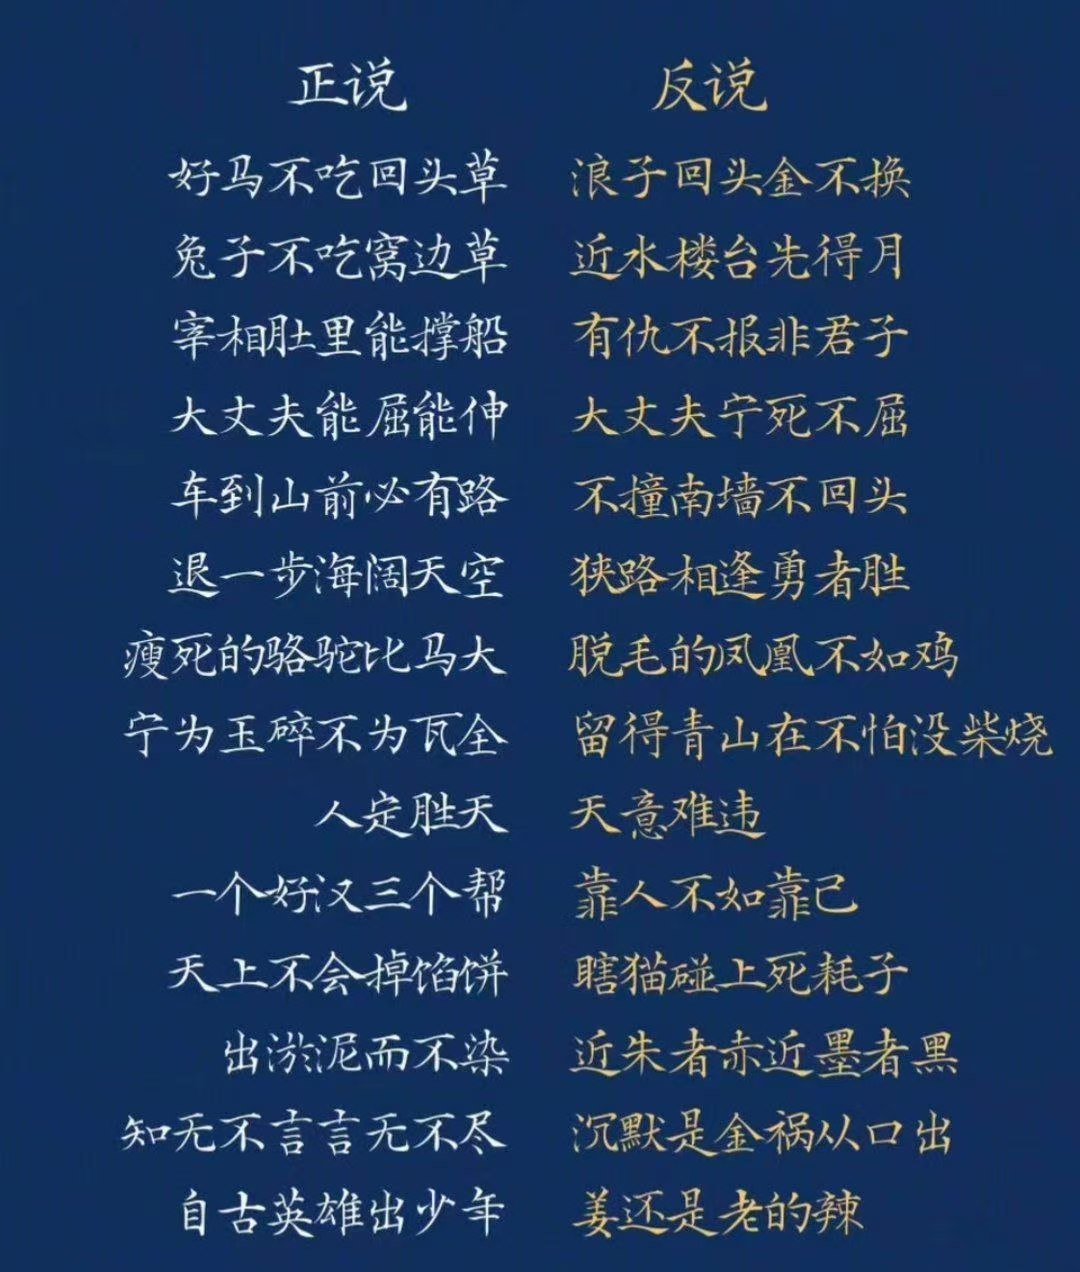 正说 反说
好马不吃回头草 浪子回头金不换
兔子不吃窝边草 近水楼台先得月
宰相肚里能撑船 有仇不报非君子
大丈夫能屈能伸 大丈夫宁死不屈
车到山前必有路 不撞南墙不回头
退一步海阔天空 狭路相逢勇者胜
瘦死的骆驼比马大 脱毛的凤凰不如鸡
宁为玉碎不为瓦全 留得青山在不怕没柴烧
人定胜天 天意难违
一个好汉三个帮 靠人不如靠己
天上不会掉馅饼 瞎猫碰上死耗子
出淤泥而不染 近朱者赤近墨者黑
知无不言言无不尽 沉默是金祸从口出
自古英雄出少年 姜还是老的辣